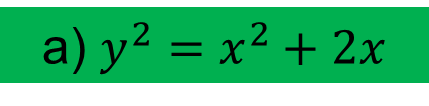 a) y² = x² + 2x